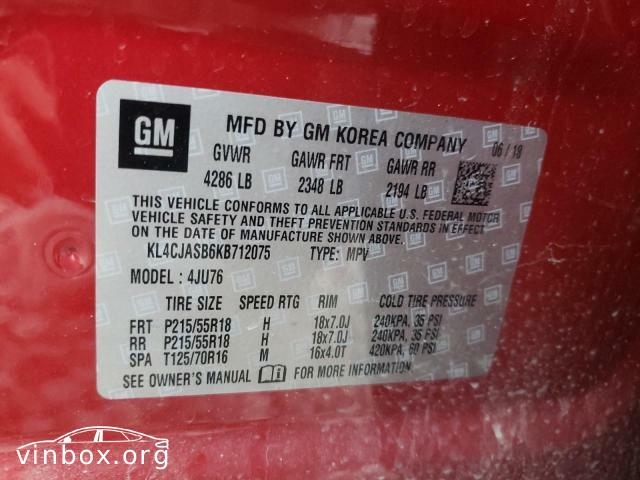 GM
MFD BY GM KOREA COMPANY 06/18
GVWR GAWR FRT GAWR RR
4286 LB 2348 LB 2194 LB
THIS VEHICLE CONFORMS TO ALL APPLICABLE U.S. FEDERAL MOTOR
VEHICLE SAFETY AND THEFT PREVENTION STANDARDS IN EFFECT
ON THE DATE OF MANUFACTURE SHOWN ABOVE.
KL4CJASB6KB712075 TYPE: MPV
MODEL : 4JU76
TIRE SIZE SPEED RTG RIM COLD TIRE PRESSURE
FRT P215/55R18 H 18x7.0J 240KPA, 35 PSI
RR P215/55R18 H 18x7.0J 240KPA, 35 PSI
SPA T125/70R16 M 16x4.0T 420KPA, 60 PSI
SEE OWNER'S MANUAL FOR MORE INFORMATION
vinbox.org